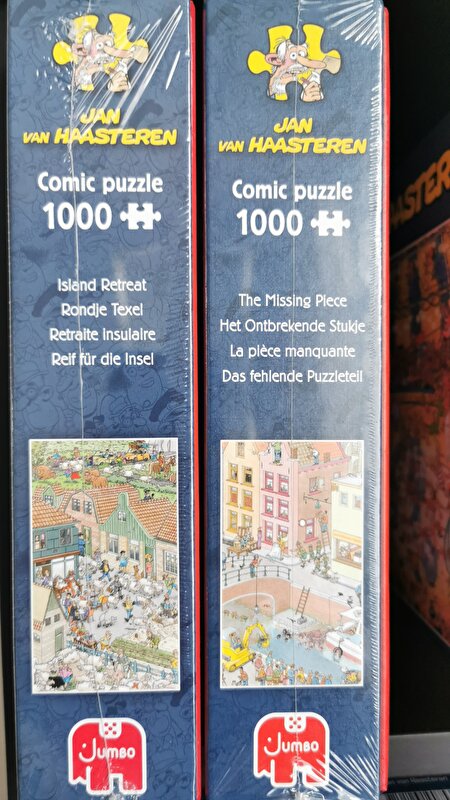 JAN
VAN HAASTEREN
Comic puzzle
1000
Island Retreat
Rondje Texel
Retraite insulaire
Reif für die Insel
Jumbo
JAN
VAN HAASTEREN
Comic puzzle
1000
The Missing Piece
Het Ontbrekende Stukje
La pièce manquante
Das fehlende Puzzleteil
Jumbo